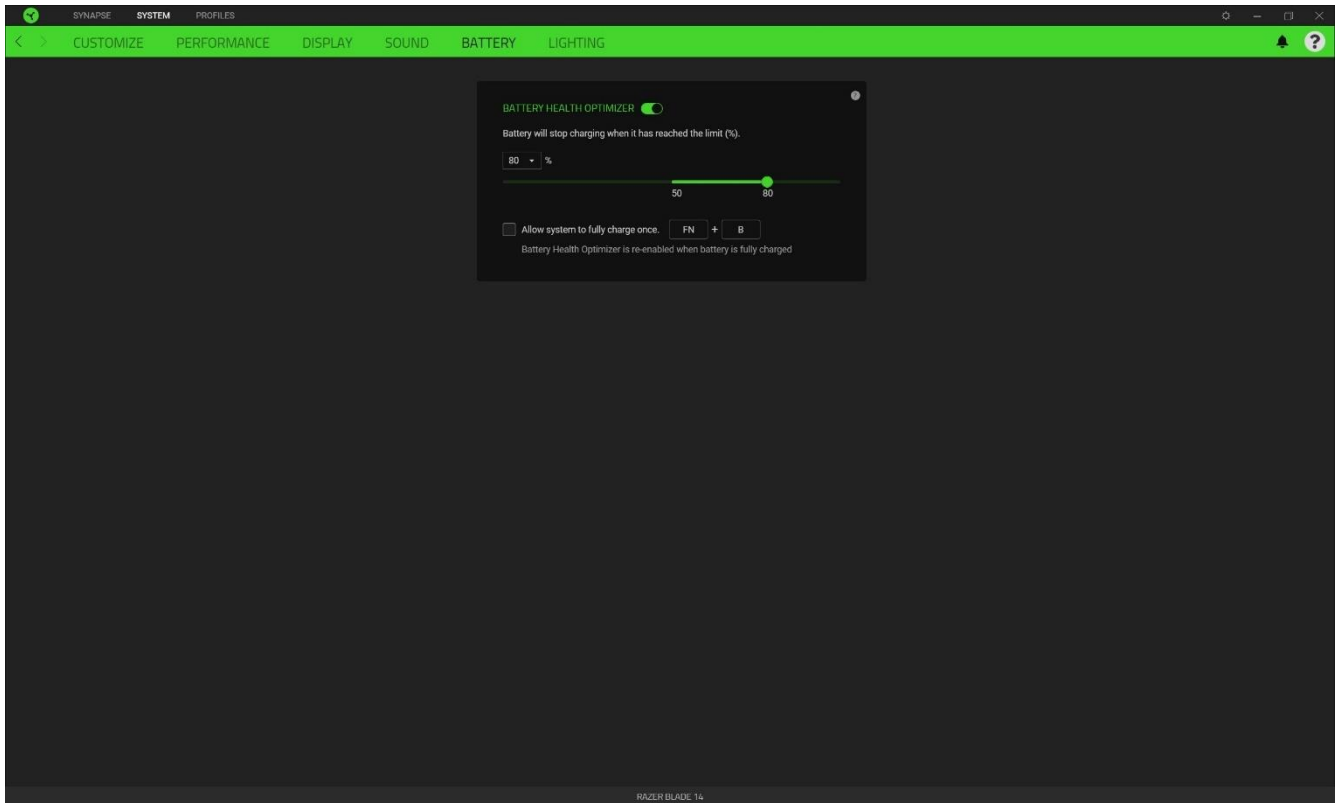 SYNAPSE SYSTEM PROFILES
CUSTOMIZE PERFORMANCE DISPLAY SOUND BATTERY LIGHTING ?
BATTERY HEALTH OPTIMIZER ?
Battery will stop charging when it has reached the limit (%).
80 %
50 80
Allow system to fully charge once. FN + B
Battery Health Optimizer is re-enabled when battery is fully charged
RAZER BLADE 14